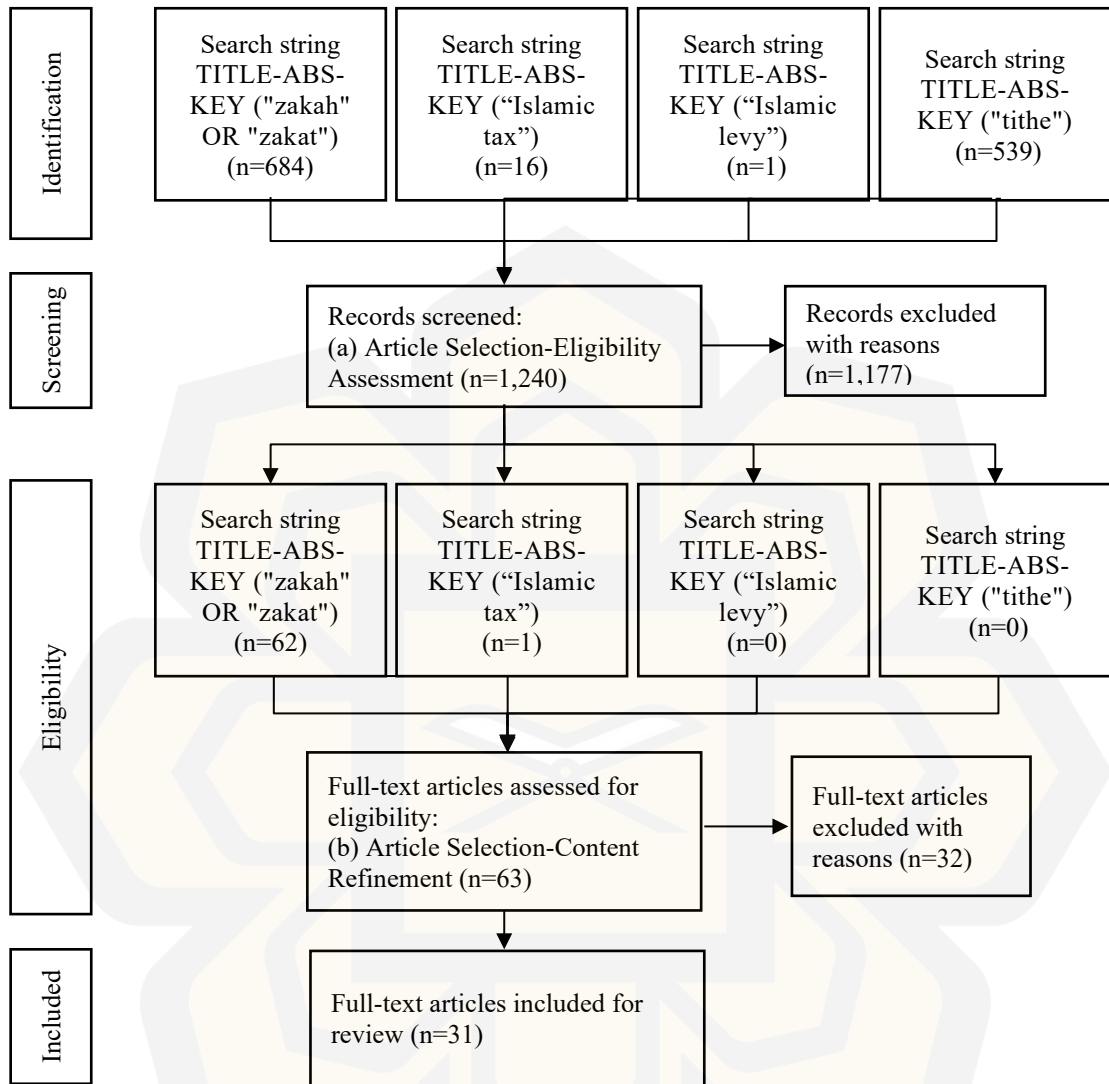 Identification
Search string
TITLE-ABS-
KEY ("zakah"
OR "zakat")
(n=684)
Search string
TITLE-ABS-
KEY (“Islamic
tax”)
(n=16)
Search string
TITLE-ABS-
KEY (“Islamic
levy”)
(n=1)
Search string
TITLE-ABS-
KEY ("tithe")
(n=539)
Screening
Records screened:
(a) Article Selection-Eligibility
Assessment (n=1,240)
Records excluded
with reasons
(n=1,177)
Eligibility
Search string
TITLE-ABS-
KEY ("zakah"
OR "zakat")
(n=62)
Search string
TITLE-ABS-
KEY (“Islamic
tax”)
(n=1)
Search string
TITLE-ABS-
KEY (“Islamic
levy”)
(n=0)
Search string
TITLE-ABS-
KEY ("tithe")
(n=0)
Full-text articles assessed for
eligibility:
(b) Article Selection-Content
Refinement (n=63)
Full-text articles
excluded with
reasons (n=32)
Included
Full-text articles included for
review (n=31)